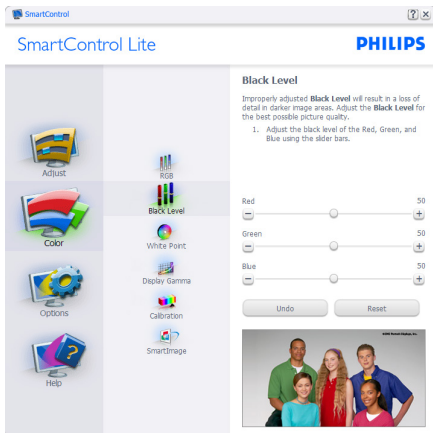 SmartControl
SmartControl Lite
PHILIPS
Adjust
Color
Options
Help
RGB
Black Level
White Point
Display Gamma
Calibration
SmartImage
Black Level
Improperly adjusted Black Level will result in a loss of
detail in darker image areas. Adjust the Black Level for
the best possible picture quality.
1. Adjust the black level of the Red, Green, and
Blue using the slider bars.
Red 50
Green 50
Blue 50
Undo Reset